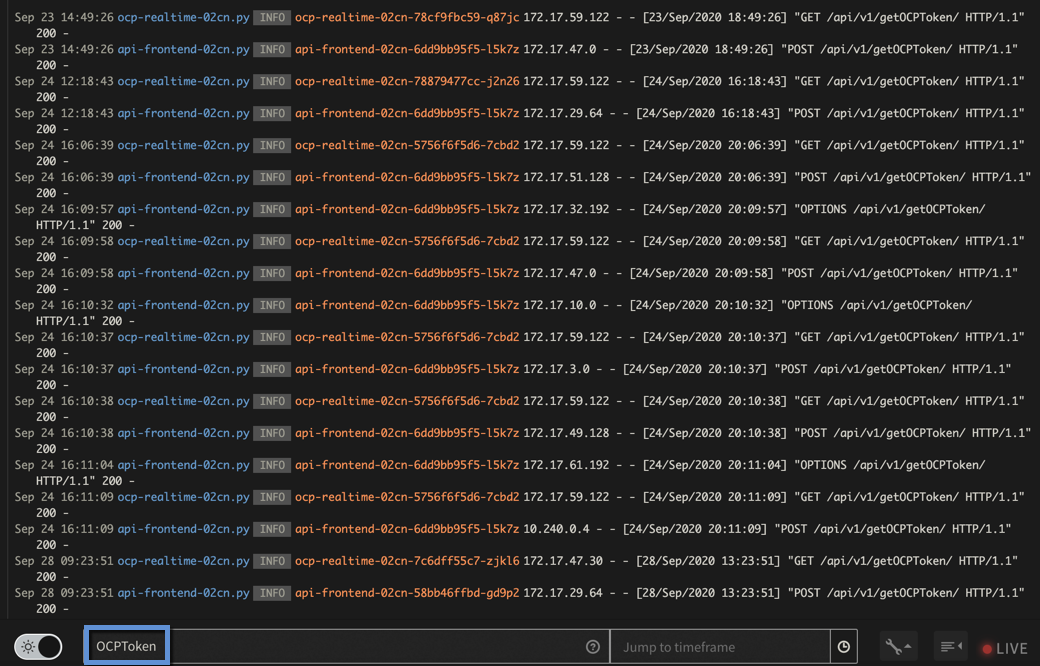 Sep 23 14:49:26 ocp-realtime-02cn.py INFO ocp-realtime-02cn-78cf9fbc59-q87jc 172.17.59.122 - - [23/Sep/2020 18:49:26] "GET /api/v1/getOCPToken/ HTTP/1.1"
200 -
Sep 23 14:49:26 api-frontend-02cn.py INFO api-frontend-02cn-6dd9bb95f5-l5k7z 172.17.47.0 - - [23/Sep/2020 18:49:26] "POST /api/v1/getOCPToken/ HTTP/1.1"
200 -
Sep 24 12:18:43 ocp-realtime-02cn.py INFO ocp-realtime-02cn-78879477cc-j2n26 172.17.59.122 - - [24/Sep/2020 16:18:43] "GET /api/v1/getOCPToken/ HTTP/1.1"
200 -
Sep 24 12:18:43 api-frontend-02cn.py INFO api-frontend-02cn-6dd9bb95f5-l5k7z 172.17.29.64 - - [24/Sep/2020 16:18:43] "POST /api/v1/getOCPToken/ HTTP/1.1"
200 -
Sep 24 16:06:39 ocp-realtime-02cn.py INFO ocp-realtime-02cn-5756f6f5d6-7cbd2 172.17.59.122 - - [24/Sep/2020 20:06:39] "GET /api/v1/getOCPToken/ HTTP/1.1"
200 -
Sep 24 16:06:39 api-frontend-02cn.py INFO api-frontend-02cn-6dd9bb95f5-l5k7z 172.17.51.128 - - [24/Sep/2020 20:06:39] "POST /api/v1/getOCPToken/ HTTP/1.1"
200 -
Sep 24 16:09:57 api-frontend-02cn.py INFO api-frontend-02cn-6dd9bb95f5-l5k7z 172.17.32.192 - - [24/Sep/2020 20:09:57] "OPTIONS /api/v1/getOCPToken/
HTTP/1.1" 200 -
Sep 24 16:09:58 ocp-realtime-02cn.py INFO ocp-realtime-02cn-5756f6f5d6-7cbd2 172.17.59.122 - - [24/Sep/2020 20:09:58] "GET /api/v1/getOCPToken/ HTTP/1.1"
200 -
Sep 24 16:09:58 api-frontend-02cn.py INFO api-frontend-02cn-6dd9bb95f5-l5k7z 172.17.47.0 - - [24/Sep/2020 20:09:58] "POST /api/v1/getOCPToken/ HTTP/1.1"
200 -
Sep 24 16:10:32 api-frontend-02cn.py INFO api-frontend-02cn-6dd9bb95f5-l5k7z 172.17.10.0 - - [24/Sep/2020 20:10:32] "OPTIONS /api/v1/getOCPToken/
HTTP/1.1" 200 -
Sep 24 16:10:37 ocp-realtime-02cn.py INFO ocp-realtime-02cn-5756f6f5d6-7cbd2 172.17.59.122 - - [24/Sep/2020 20:10:37] "GET /api/v1/getOCPToken/ HTTP/1.1"
200 -
Sep 24 16:10:37 api-frontend-02cn.py INFO api-frontend-02cn-6dd9bb95f5-l5k7z 172.17.3.0 - - [24/Sep/2020 20:10:37] "POST /api/v1/getOCPToken/ HTTP/1.1"
200 -
Sep 24 16:10:38 ocp-realtime-02cn.py INFO ocp-realtime-02cn-5756f6f5d6-7cbd2 172.17.59.122 - - [24/Sep/2020 20:10:38] "GET /api/v1/getOCPToken/ HTTP/1.1"
200 -
Sep 24 16:10:38 api-frontend-02cn.py INFO api-frontend-02cn-6dd9bb95f5-l5k7z 172.17.49.128 - - [24/Sep/2020 20:10:38] "POST /api/v1/getOCPToken/ HTTP/1.1"
200 -
Sep 24 16:11:04 api-frontend-02cn.py INFO api-frontend-02cn-6dd9bb95f5-l5k7z 172.17.61.192 - - [24/Sep/2020 20:11:04] "OPTIONS /api/v1/getOCPToken/
HTTP/1.1" 200 -
Sep 24 16:11:09 ocp-realtime-02cn.py INFO ocp-realtime-02cn-5756f6f5d6-7cbd2 172.17.59.122 - - [24/Sep/2020 20:11:09] "GET /api/v1/getOCPToken/ HTTP/1.1"
200 -
Sep 24 16:11:09 api-frontend-02cn.py INFO api-frontend-02cn-6dd9bb95f5-l5k7z 10.240.0.4 - - [24/Sep/2020 20:11:09] "POST /api/v1/getOCPToken/ HTTP/1.1"
200 -
Sep 28 09:23:51 ocp-realtime-02cn.py INFO ocp-realtime-02cn-7c6dff55c7-zjkl6 172.17.47.30 - - [28/Sep/2020 13:23:51] "GET /api/v1/getOCPToken/ HTTP/1.1"
200 -
Sep 28 09:23:51 api-frontend-02cn.py INFO api-frontend-02cn-58bb46ffbd-gd9p2 172.17.29.64 - - [28/Sep/2020 13:23:51] "POST /api/v1/getOCPToken/ HTTP/1.1"
200 -
OCPToken Jump to timeframe LIVE